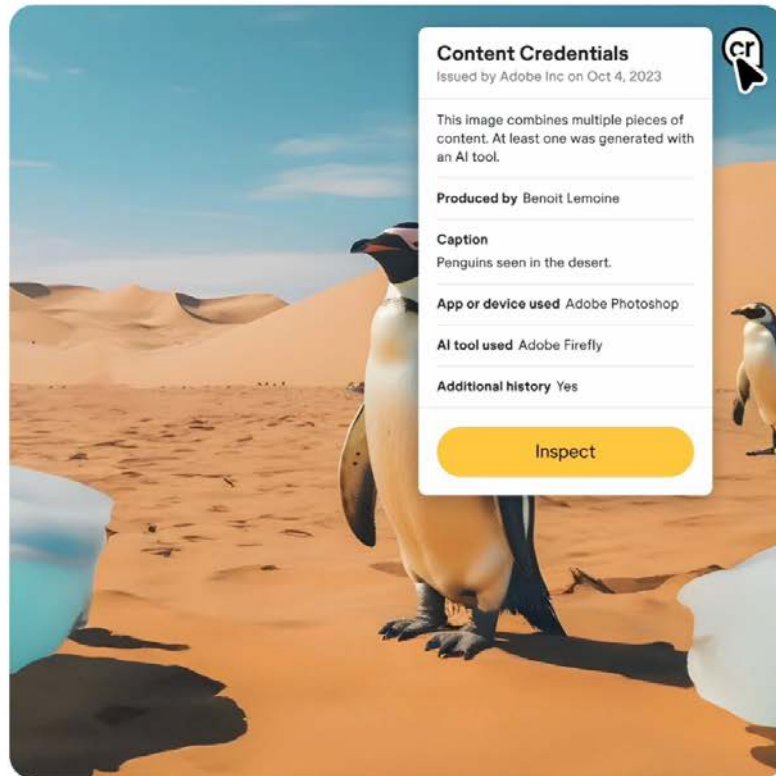 cr
Content Credentials
Issued by Adobe Inc on Oct 4, 2023
This image combines multiple pieces of
content. At least one was generated with
an AI tool.
Produced by Benoit Lemoine
Caption
Penguins seen in the desert.
App or device used Adobe Photoshop
AI tool used Adobe Firefly
Additional history Yes
Inspect